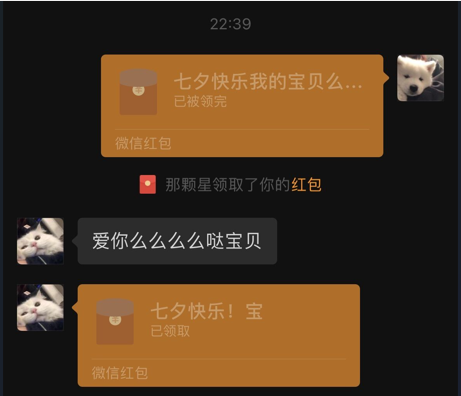 22:39
七夕快乐我的宝贝么...
已被领完
微信红包
那颗星领取了你的红包
爱你么么么么哒宝贝
七夕快乐！宝
已领取
微信红包